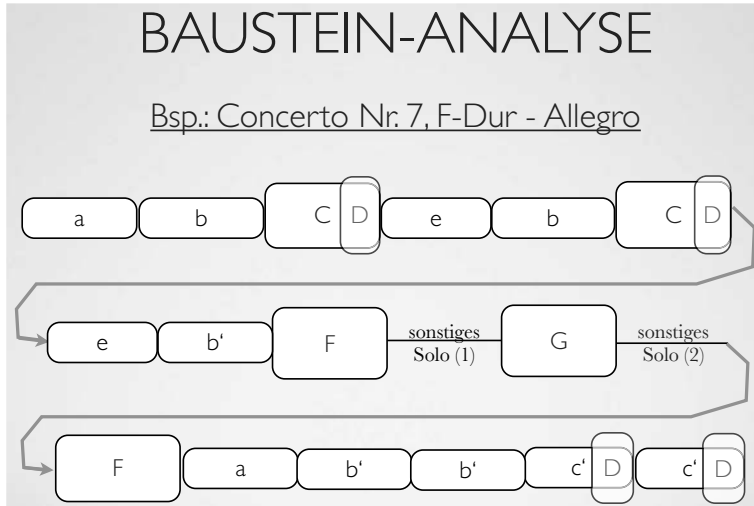 BAUSTEIN-ANALYSE
Bsp.: Concerto Nr. 7, F-Dur - Allegro
a b C D e b C D
e b‘ F sonstiges Solo (1) G sonstiges Solo (2)
F a b‘ b‘ c‘ D c‘ D